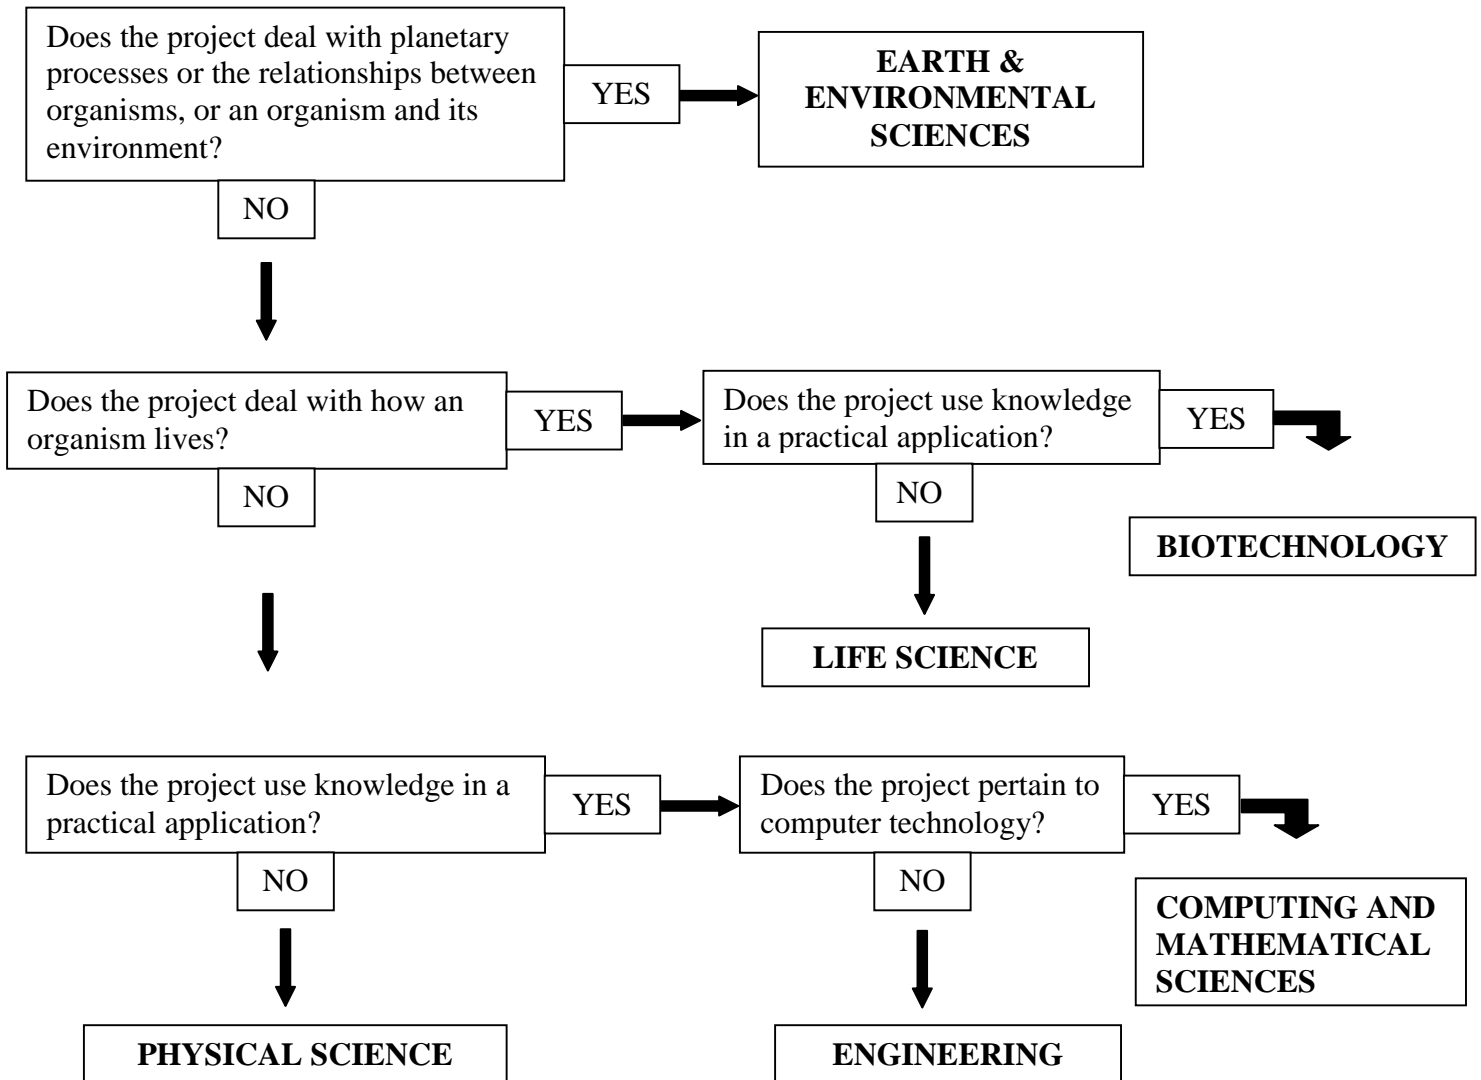 Does the project deal with planetary
processes or the relationships between
organisms, or an organism and its
environment?
YES
EARTH &
ENVIRONMENTAL
SCIENCES
NO
Does the project deal with how an
organism lives?
YES
Does the project use knowledge
in a practical application?
YES
NO
NO
BIOTECHNOLOGY
LIFE SCIENCE
Does the project use knowledge in a
practical application?
YES
Does the project pertain to
computer technology?
YES
NO
NO
COMPUTING AND
MATHEMATICAL
SCIENCES
PHYSICAL SCIENCE
ENGINEERING